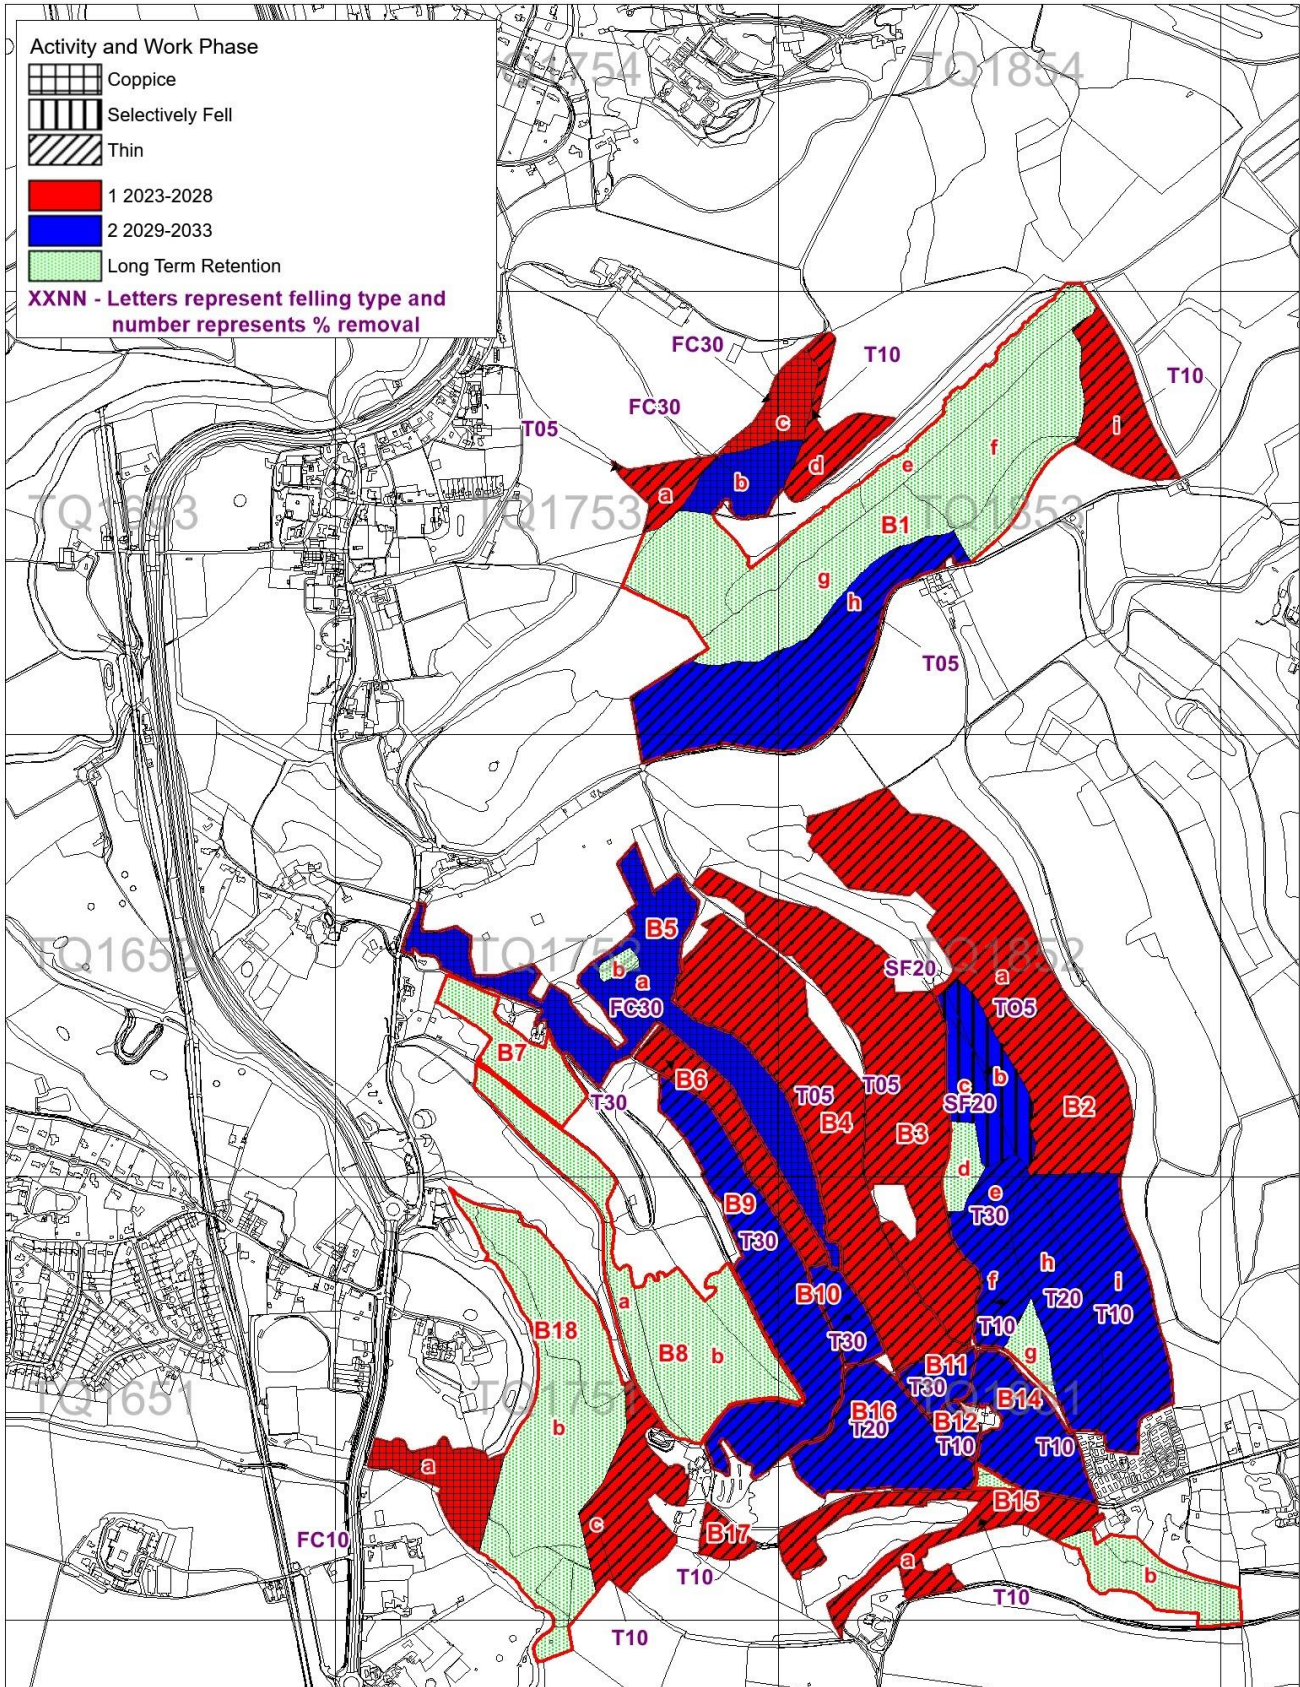 Activity and Work Phase
Coppice
Selectively Fell
Thin
1 2023-2028
2 2029-2033
Long Term Retention
XXNN - Letters represent felling type and
number represents % removal
TQ1754
TQ1854
FC30
T10
T10
FC30
T05
c
i
d
e
f
a
b
TQ1653
TQ1753
TQ1853
B1
g
h
T05
B5
TQ1652
TQ1752
TQ1852
SF20
b
a
a
FC30
TO5
B7
B6
T30
T05
T05
c
b
SF20
B4
B3
B2
d
B9
e
T30
T30
h
i
f
B10
a
T20
T10
T10
B18
T30
B8
b
g
B11
T30
TQ1651
TQ1751
TQ1851
B14
b
B16
T20
B12
T10
T10
a
B15
c
B17
FC10
a
b
T10
T10
T10